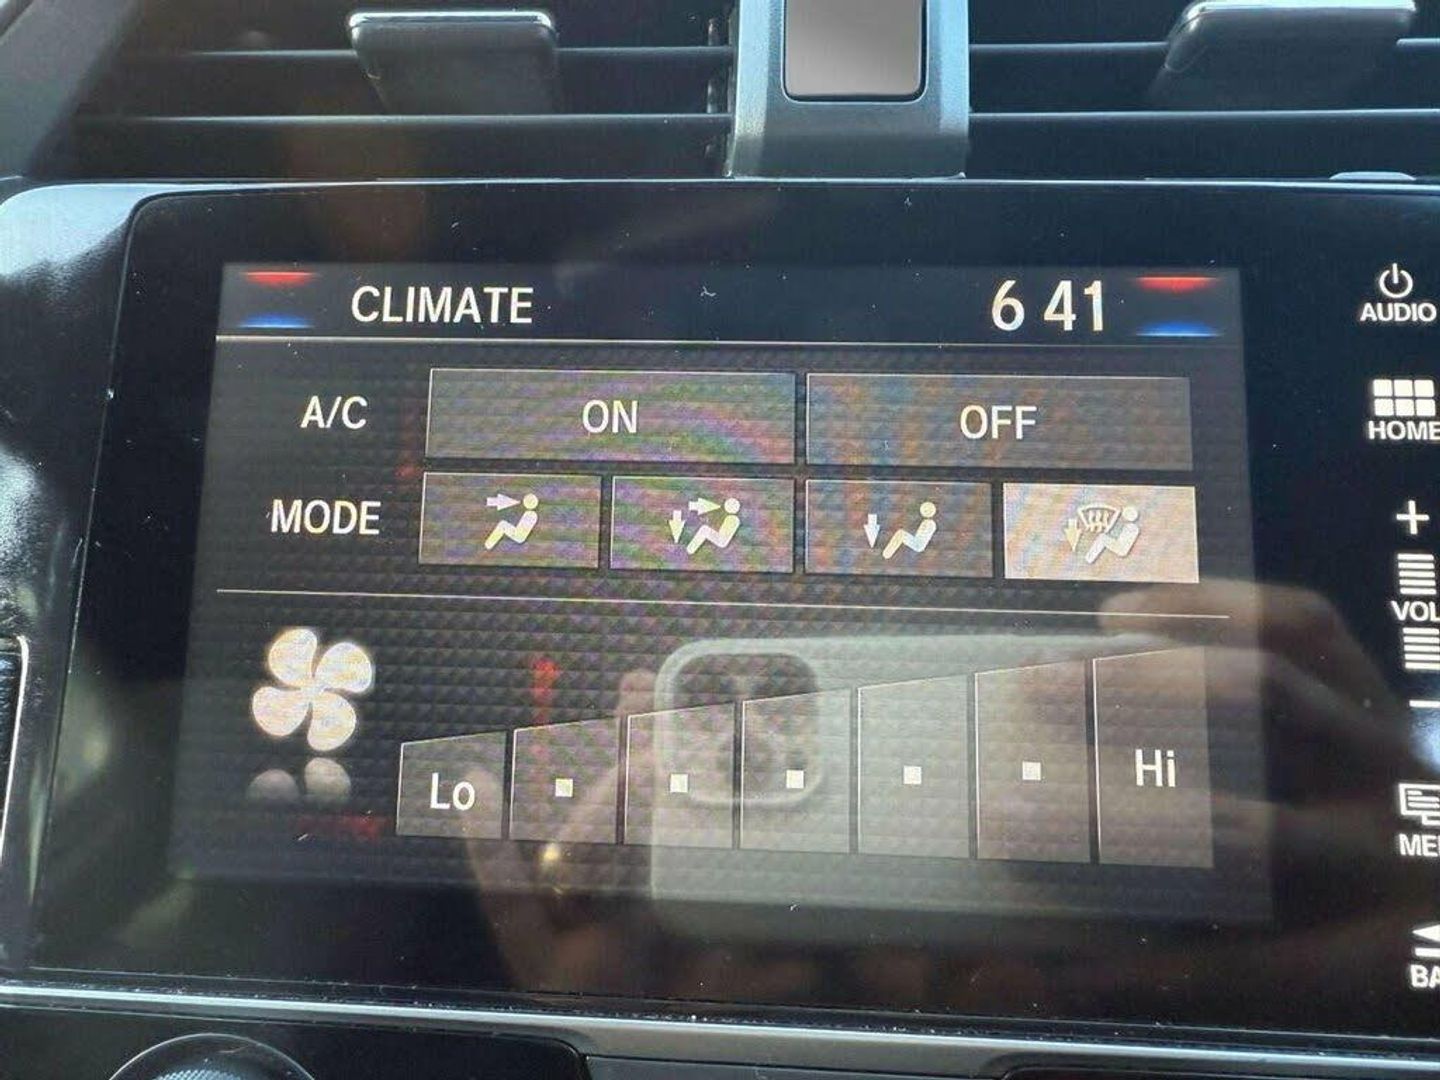 CLIMATE 6 41
AUDIO
A/C ON OFF
HOME
MODE
+
VOL
Lo Hi